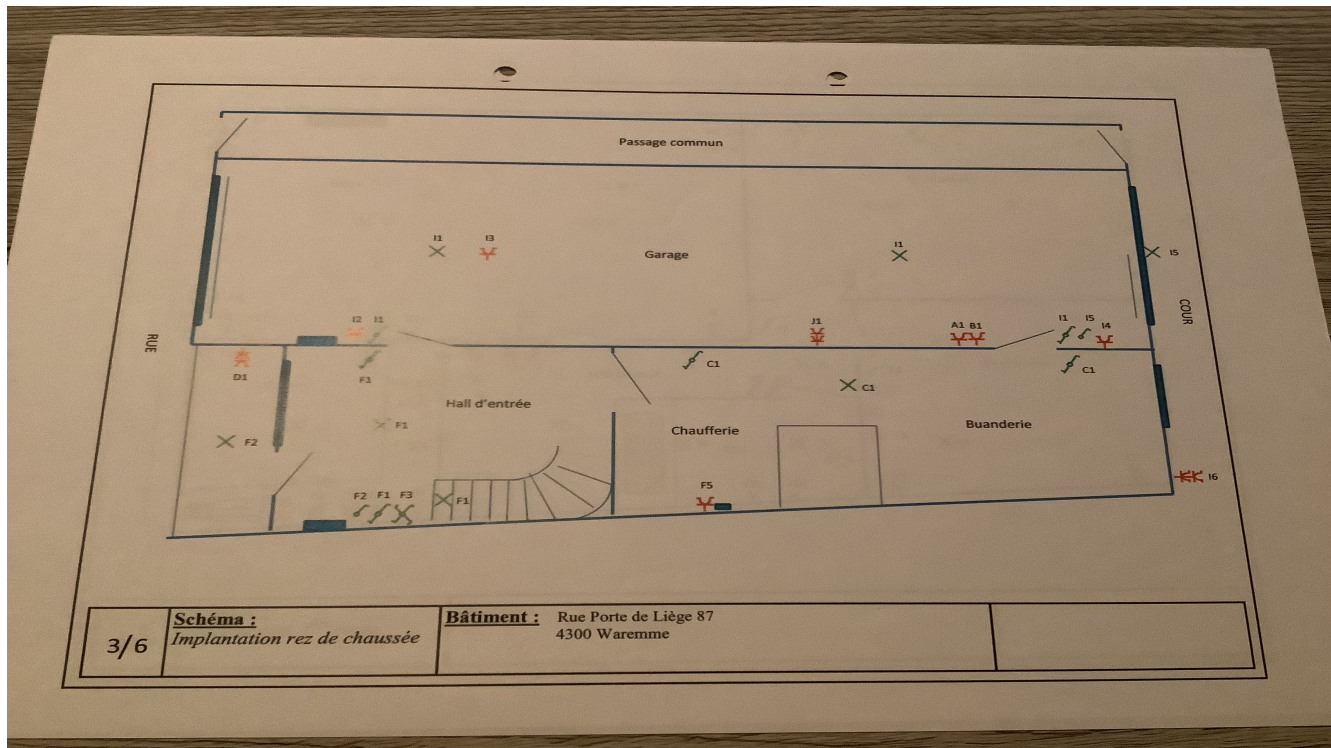 Passage commun
I1
I3
I1
Garage
I5
RUE
COUR
I2 I1
J1
A1 B1
I1 I5 I4
D1
F3
C1
C1
C1
Hall d'entrée
F2
F1
Chaufferie
Buanderie
F2 F1 F3
F1
F5
I6
3/6
Schéma :
Implantation rez de chaussée
Bâtiment : Rue Porte de Liège 87
4300 Waremme